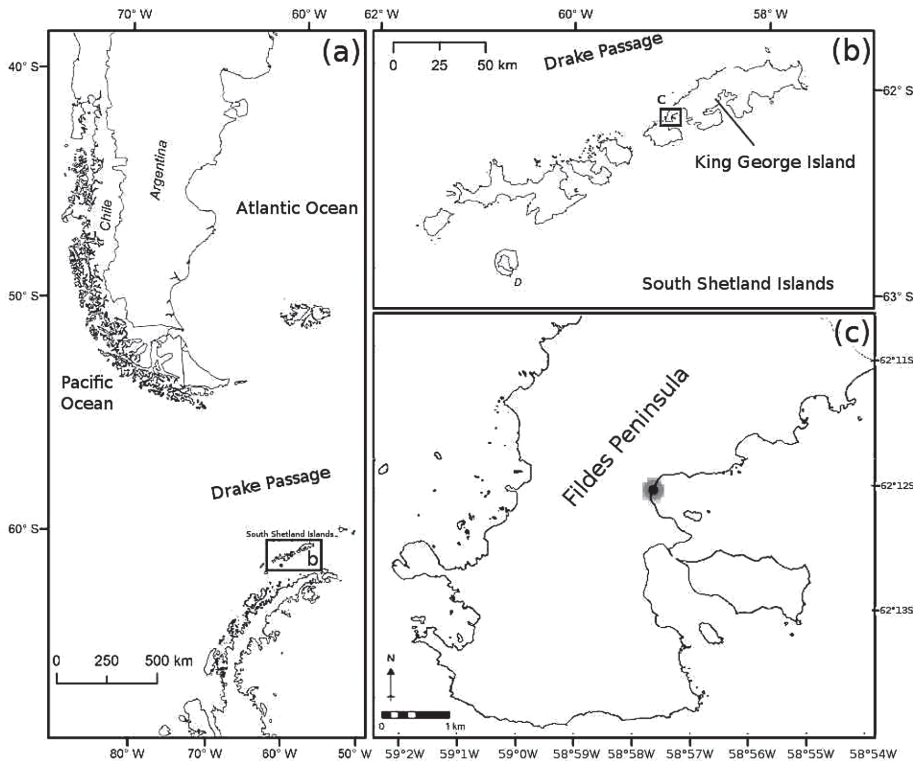 70° W
60° W
62° W
60° W
58° W
40° S
50° S
60° S
(a)
Argentina
Chile
Atlantic Ocean
Pacific
Ocean
Drake Passage
South Shetland Islands
b
0 250 500 km
80° W
70° W
60° W
50° W
(b)
0 25 50 km
Drake Passage
C
King George Island
D
South Shetland Islands
62° S
63° S
(c)
Fildes Peninsula
62°11S
62°12S
62°13S
N
0 1 km
59°2W
59°1W
59°0W
58°59W
58°58W
58°57W
58°56W
58°55W
58°54W